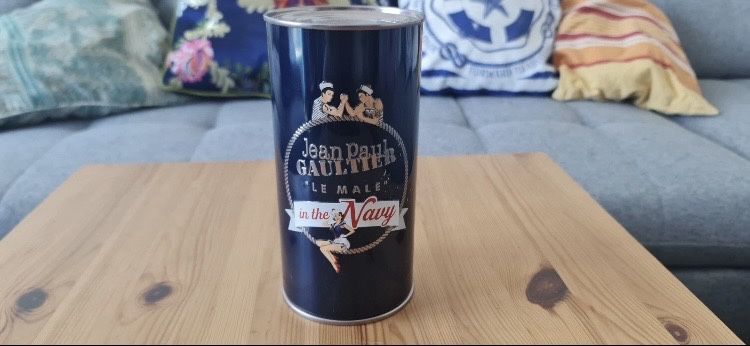 Jean Paul
GAULTIER
"LE MALE"
in the Navy